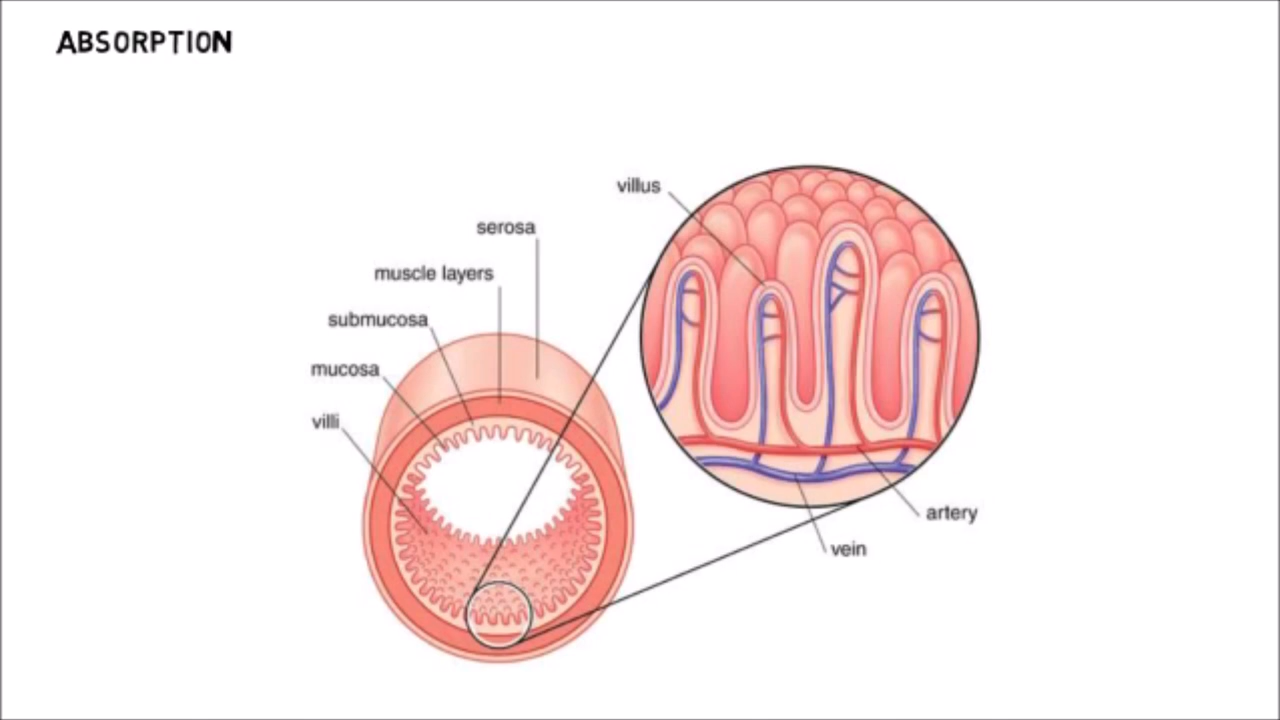 ABSORPTION
villus
serosa
muscle layers
submucosa
mucosa
villi
artery
vein